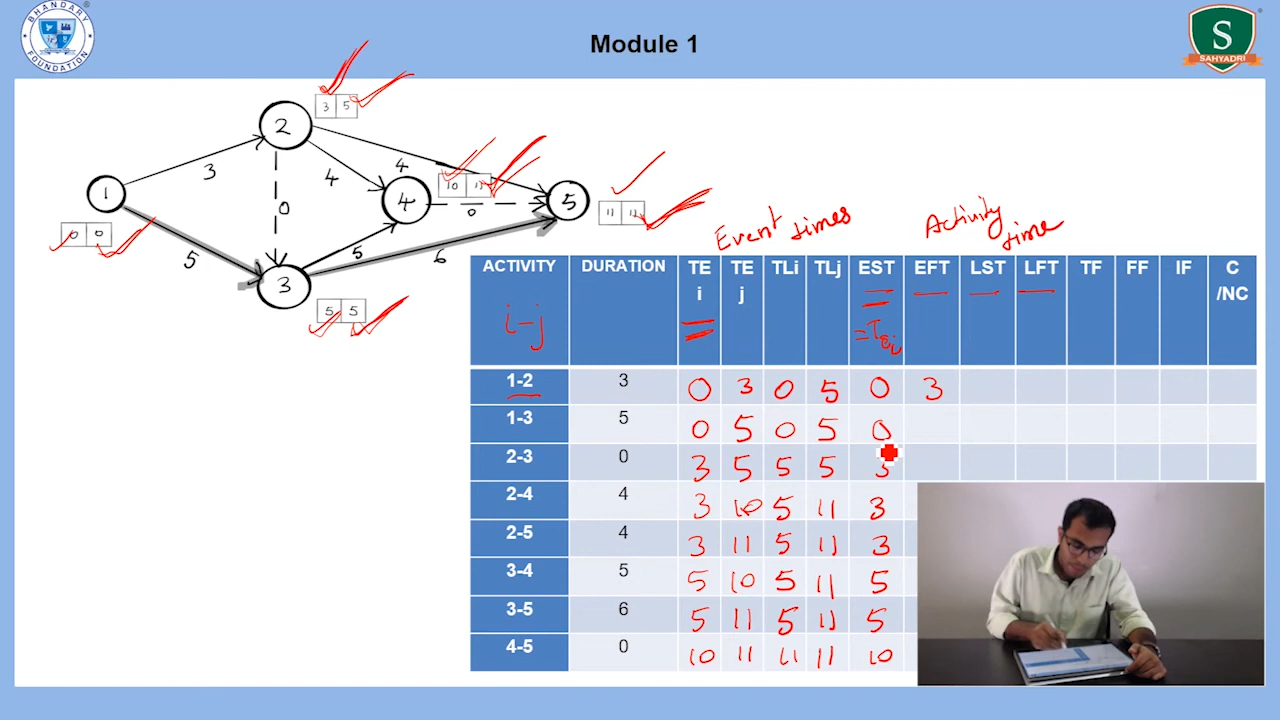 BHANDARY
FOUNDATION
Module 1
S
SAHYADRI
3 5
2
3
4
4
0
1
0 0
4
10 11
0
5
11 11
5
5
6
3
5 5
Event times
Activity time
ACTIVITY DURATION TE i TE j TLi TLj EST EFT LST LFT TF FF IF C /NC
i-j = TEi
1-2 3 0 3 0 5 0 3
1-3 5 0 5 0 5 0
2-3 0 3 5 5 5 3
2-4 4 3 10 5 11 3
2-5 4 3 11 5 11 3
3-4 5 5 10 5 11 5
3-5 6 5 11 5 11 5
4-5 0 10 11 11 11 10